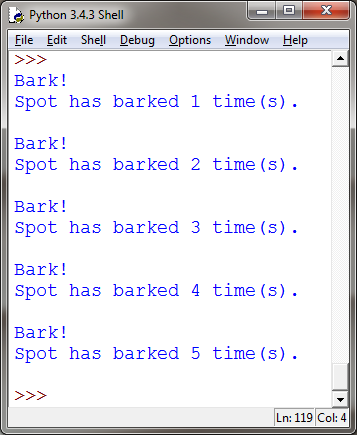 Python 3.4.3 Shell
File Edit Shell Debug Options Window Help
>>>
Bark!
Spot has barked 1 time(s).

Bark!
Spot has barked 2 time(s).

Bark!
Spot has barked 3 time(s).

Bark!
Spot has barked 4 time(s).

Bark!
Spot has barked 5 time(s).

>>>
Ln: 119 Col: 4